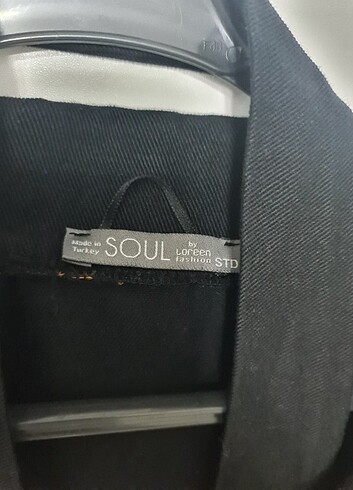 Made in
Turkey
SOUL
by
Loreen
fashion
STD